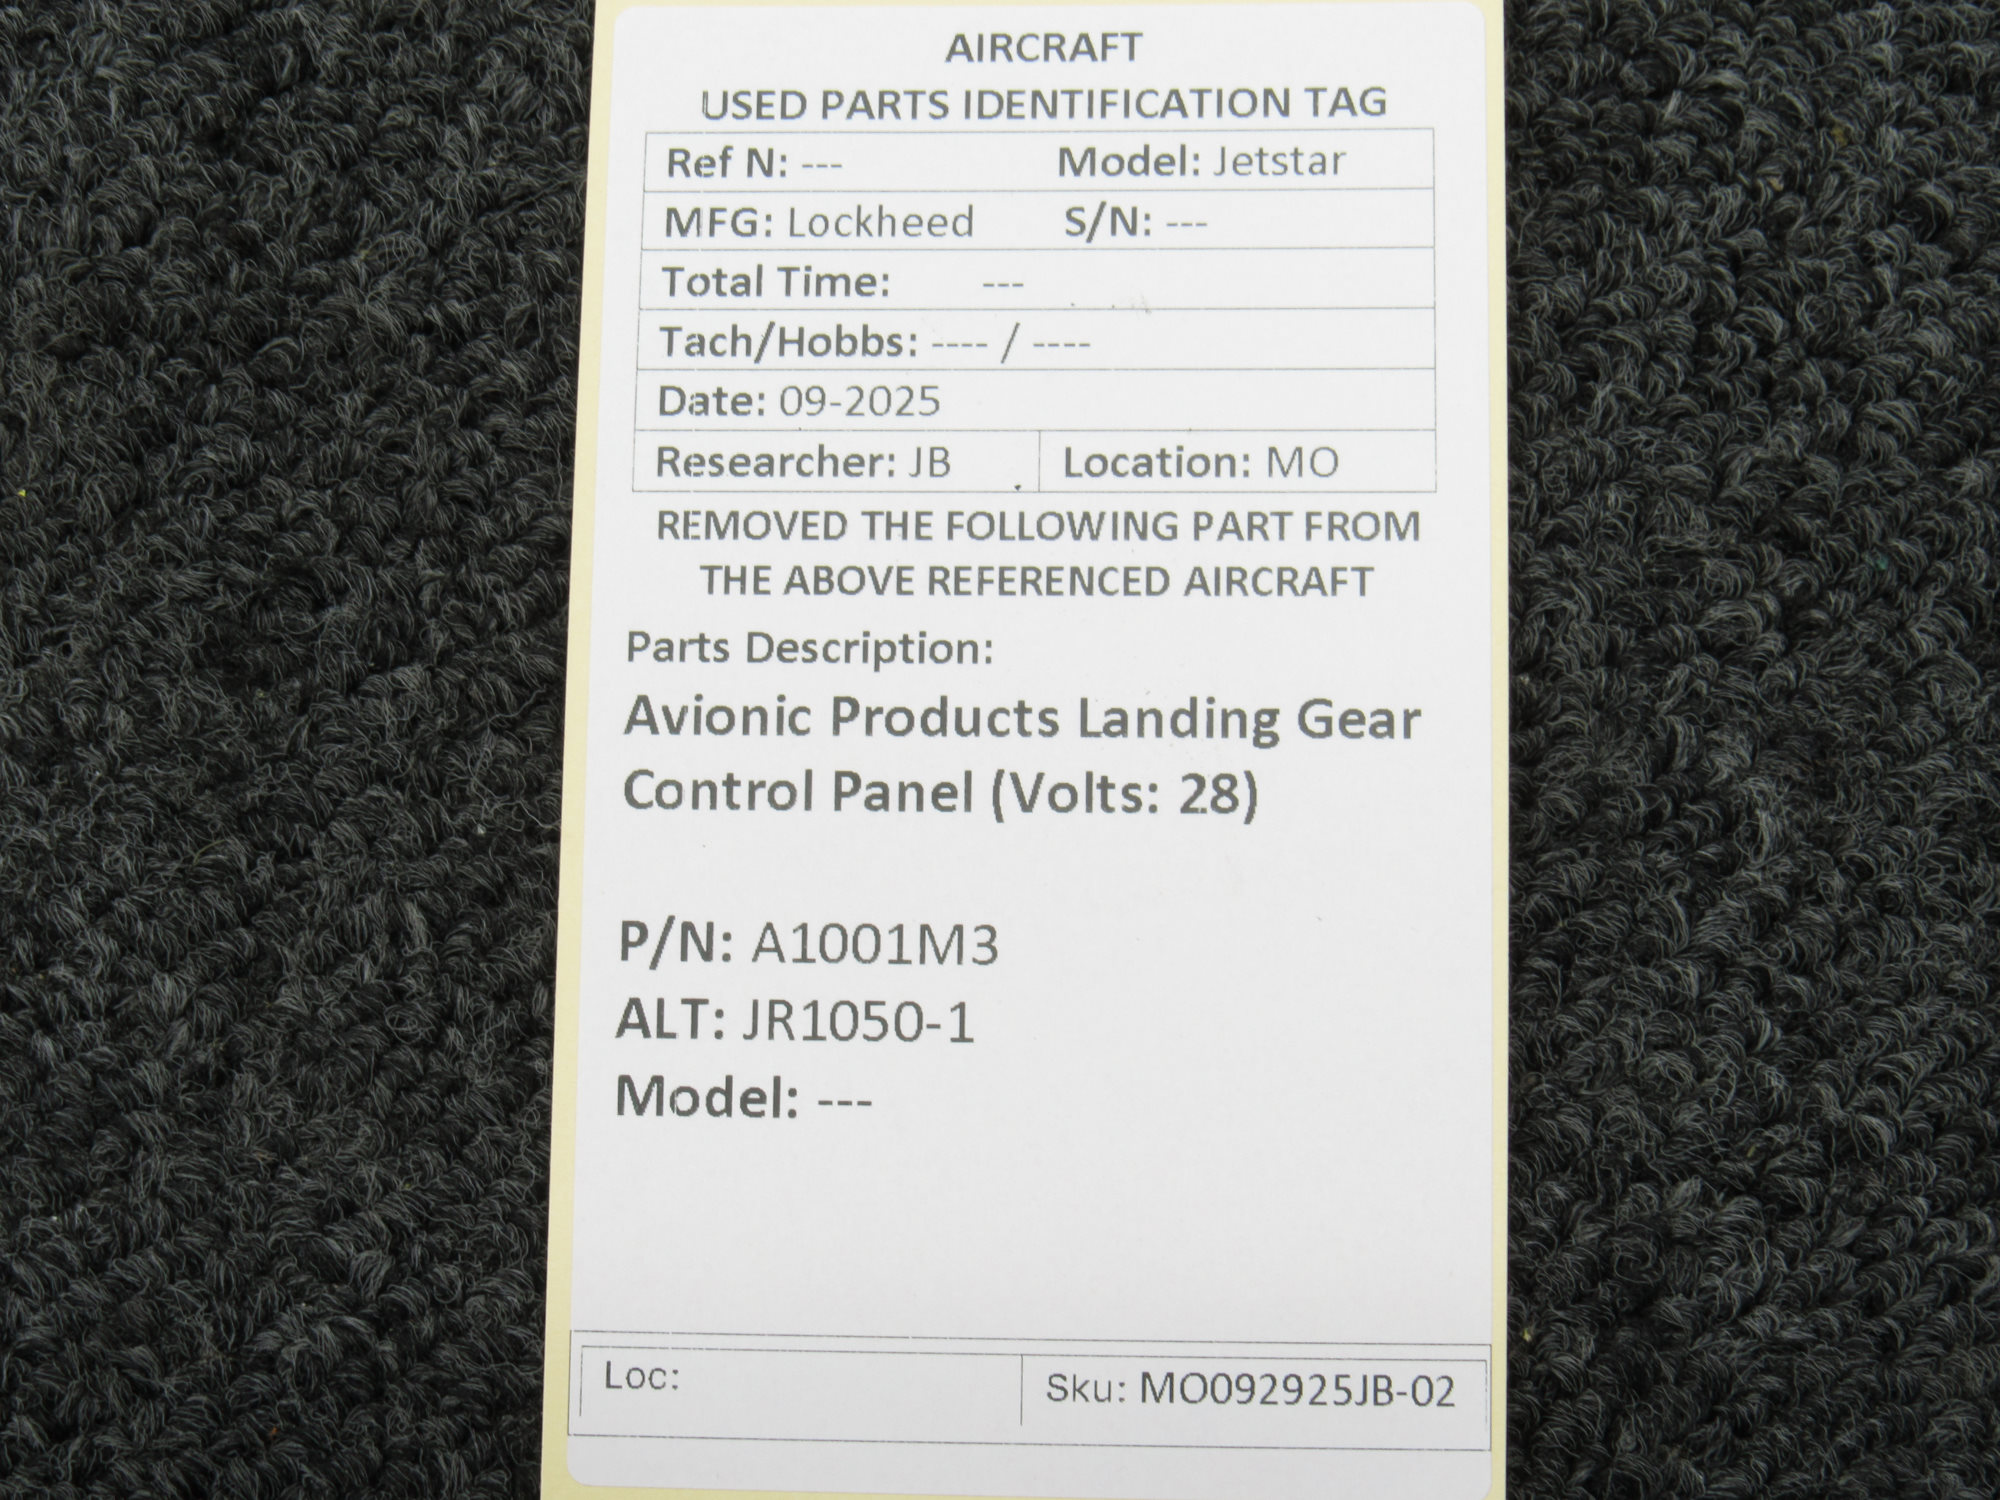 AIRCRAFT
USED PARTS IDENTIFICATION TAG
Ref N: --- Model: Jetstar
MFG: Lockheed S/N: ---
Total Time: ---
Tach/Hobbs: ---- / ----
Date: 09-2025
Researcher: JB Location: MO
REMOVED THE FOLLOWING PART FROM
THE ABOVE REFERENCED AIRCRAFT
Parts Description:
Avionic Products Landing Gear
Control Panel (Volts: 28)
P/N: A1001M3
ALT: JR1050-1
Model: ---
Loc: Sku: MO092925JB-02